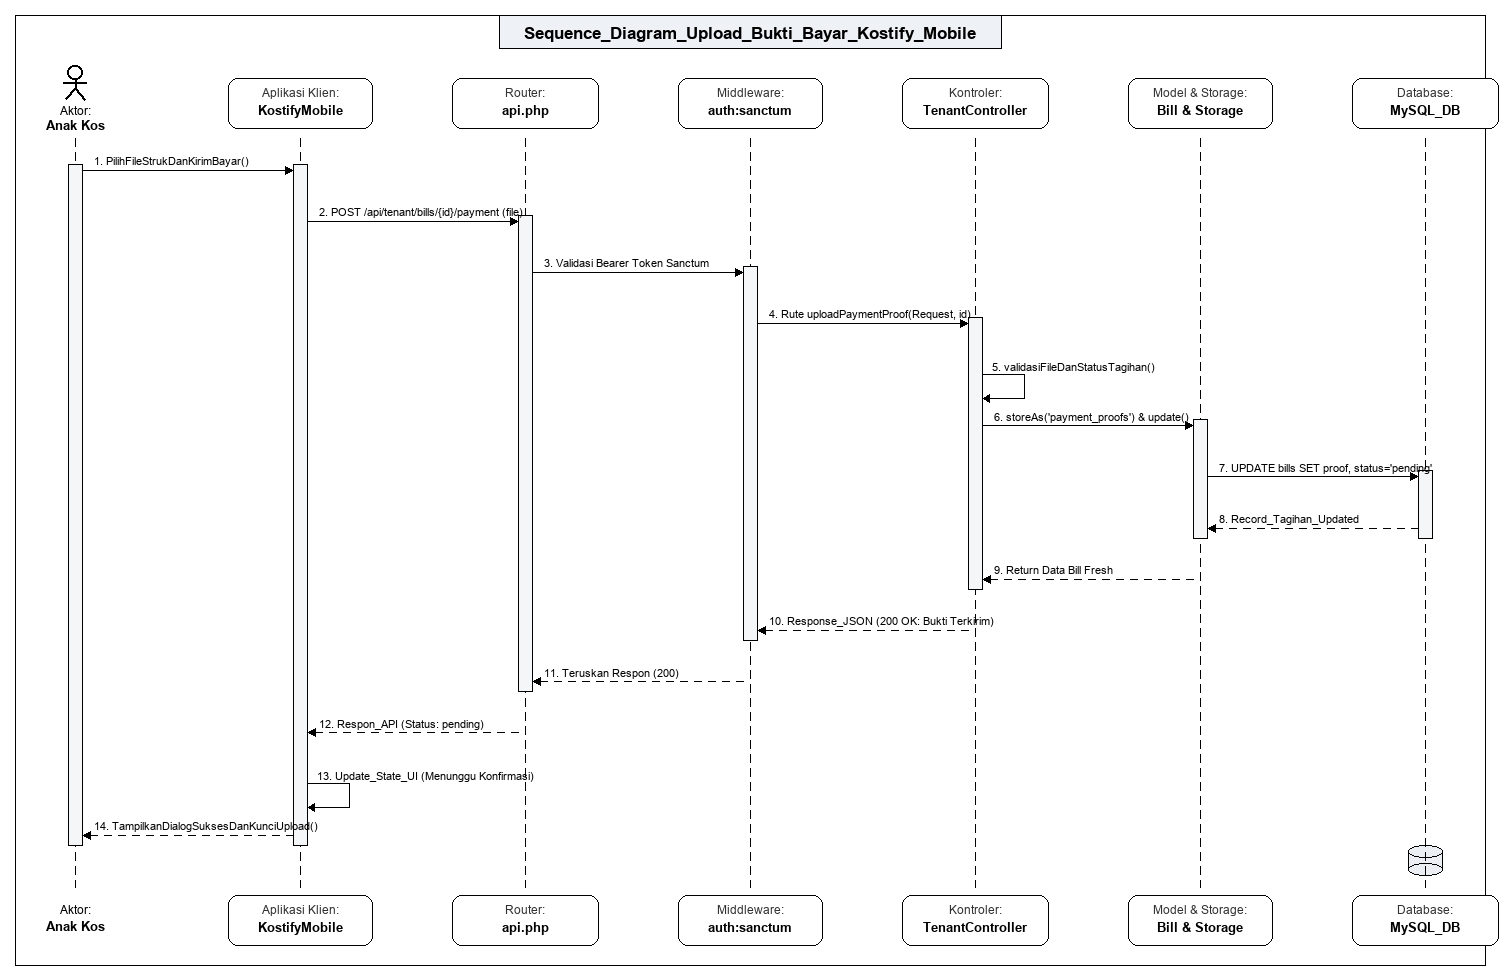 Sequence_Diagram_Upload_Bukti_Bayar_Kostify_Mobile
Aktor:
Anak Kos
Aplikasi Klien:
KostifyMobile
Router:
api.php
Middleware:
auth:sanctum
Kontroler:
TenantController
Model & Storage:
Bill & Storage
Database:
MySQL_DB
1. PilihFileStrukDanKirimBayar()
2. POST /api/tenant/bills/{id}/payment (file)
3. Validasi Bearer Token Sanctum
4. Rute uploadPaymentProof(Request, id)
5. validasiFileDanStatusTagihan()
6. storeAs('payment_proofs') & update()
7. UPDATE bills SET proof, status='pending'
8. Record_Tagihan_Updated
9. Return Data Bill Fresh
10. Response_JSON (200 OK: Bukti Terkirim)
11. Teruskan Respon (200)
12. Respon_API (Status: pending)
13. Update_State_UI (Menunggu Konfirmasi)
14. TampilkanDialogSuksesDanKunciUpload()
Aktor:
Anak Kos
Aplikasi Klien:
KostifyMobile
Router:
api.php
Middleware:
auth:sanctum
Kontroler:
TenantController
Model & Storage:
Bill & Storage
Database:
MySQL_DB